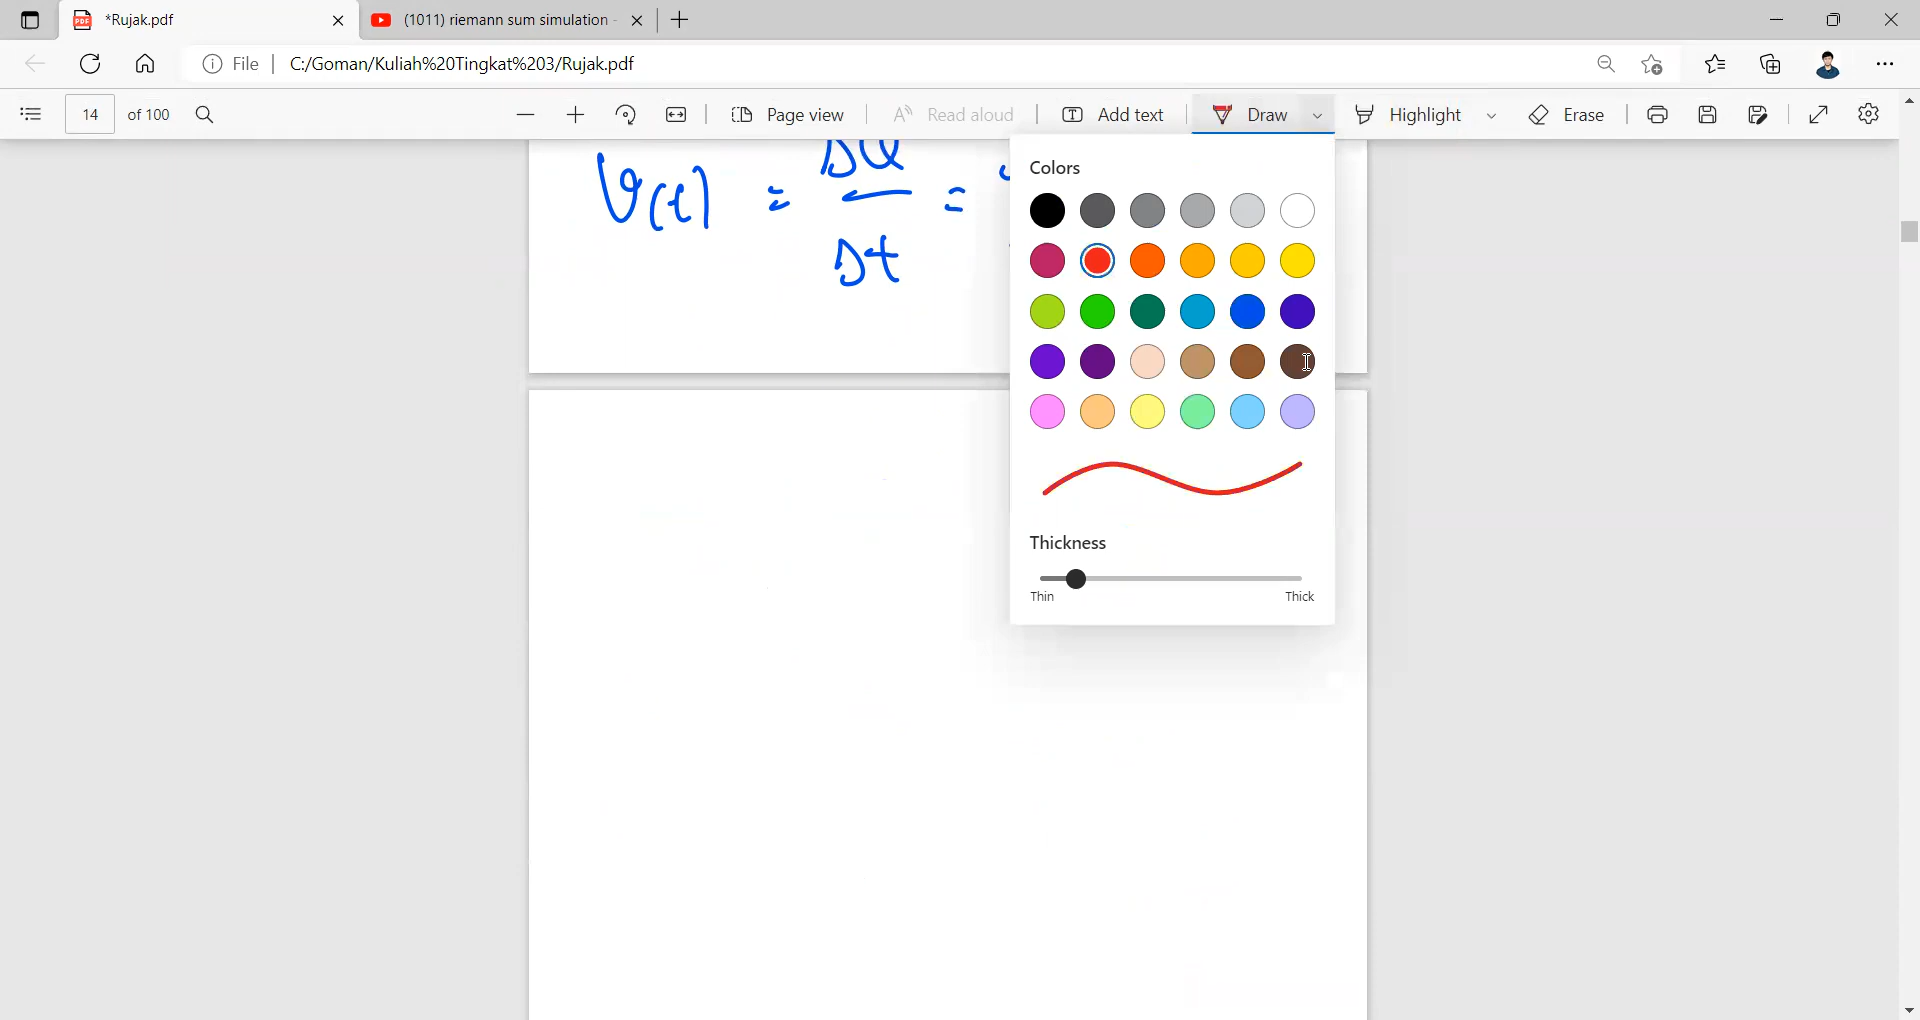 *Rujak.pdf
(1011) riemann sum simulation -
File
C:/Goman/Kuliah%20Tingkat%203/Rujak.pdf
14 of 100
Page view
Read aloud
Add text
Draw
Highlight
Erase
Colors
V(t) = ΔQ / Δt =
Thickness
Thin
Thick